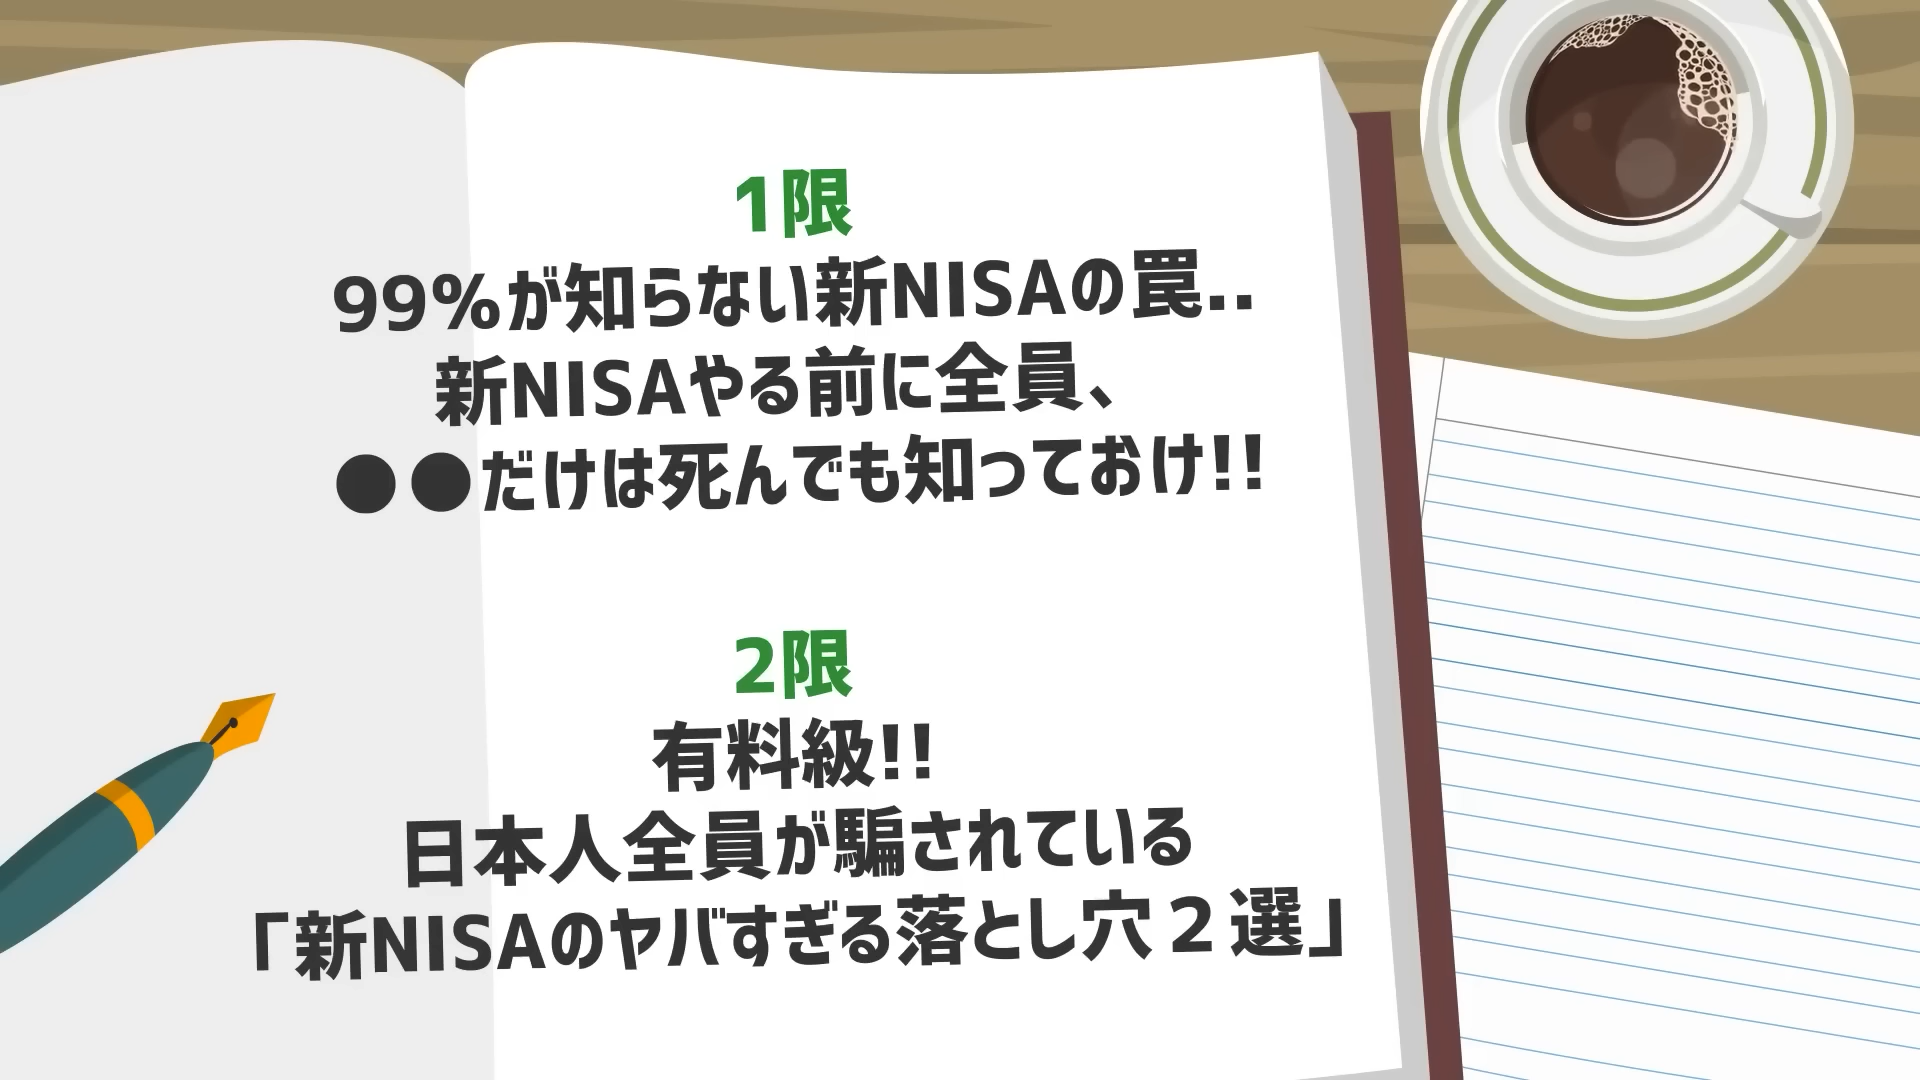 1限
99%が知らない新NISAの罠..
新NISAやる前に全員、
●●だけは死んでも知っておけ!!
2限
有料級!!
日本人全員が騙されている
「新NISAのヤバすぎる落とし穴２選」